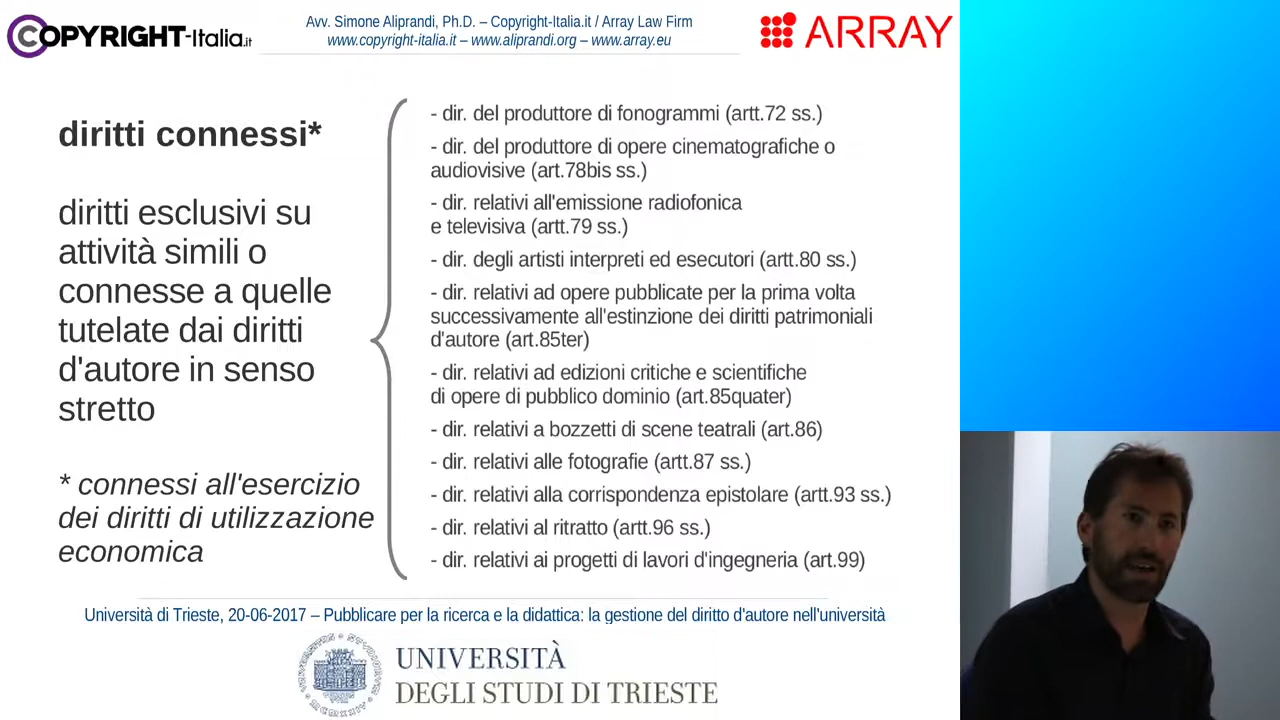 COPYRIGHT-Italia.it
Avv. Simone Aliprandi, Ph.D. – Copyright-Italia.it / Array Law Firm
www.copyright-italia.it – www.aliprandi.org – www.array.eu
ARRAY
diritti connessi*
diritti esclusivi su
attività simili o
connesse a quelle
tutelate dai diritti
d'autore in senso
stretto
* connessi all'esercizio
dei diritti di utilizzazione
economica
- dir. del produttore di fonogrammi (artt.72 ss.)
- dir. del produttore di opere cinematografiche o
audiovisive (art.78bis ss.)
- dir. relativi all'emissione radiofonica
e televisiva (artt.79 ss.)
- dir. degli artisti interpreti ed esecutori (artt.80 ss.)
- dir. relativi ad opere pubblicate per la prima volta
successivamente all'estinzione dei diritti patrimoniali
d'autore (art.85ter)
- dir. relativi ad edizioni critiche e scientifiche
di opere di pubblico dominio (art.85quater)
- dir. relativi a bozzetti di scene teatrali (art.86)
- dir. relativi alle fotografie (artt.87 ss.)
- dir. relativi alla corrispondenza epistolare (artt.93 ss.)
- dir. relativi al ritratto (artt.96 ss.)
- dir. relativi ai progetti di lavori d'ingegneria (art.99)
Università di Trieste, 20-06-2017 – Pubblicare per la ricerca e la didattica: la gestione del diritto d'autore nell'università
UNIVERSITÀ
DEGLI STUDI DI TRIESTE